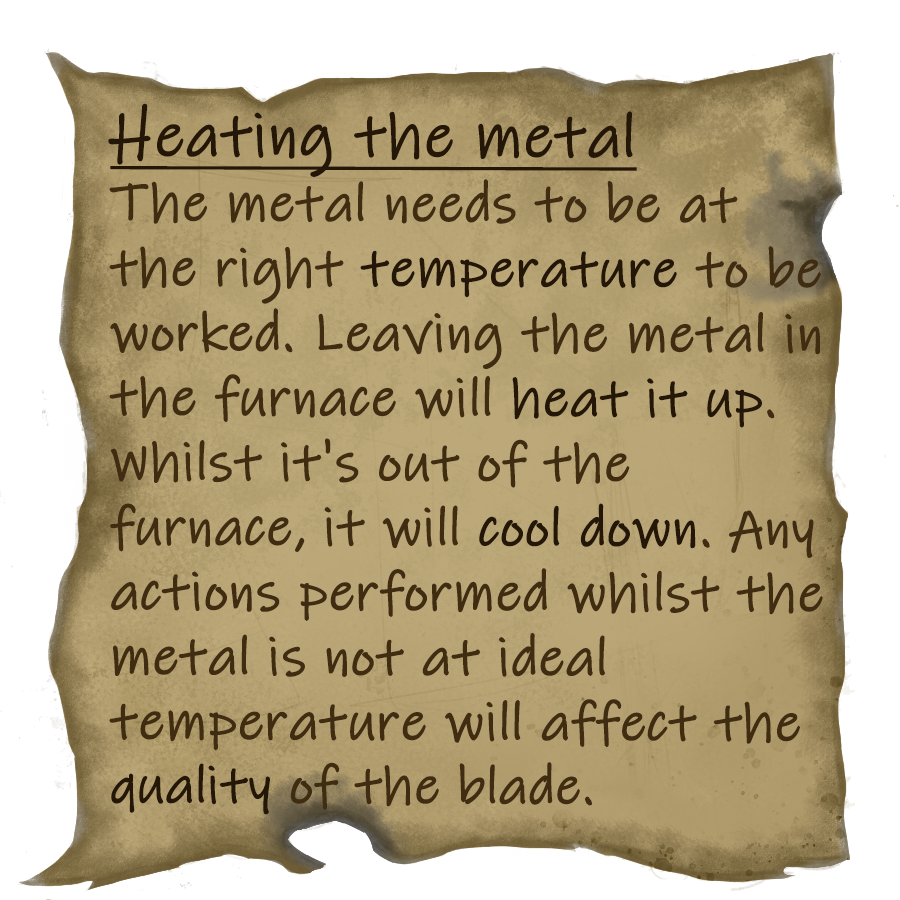 Heating the metal
The metal needs to be at
the right temperature to be
worked. Leaving the metal in
the furnace will heat it up.
Whilst it's out of the
furnace, it will cool down. Any
actions performed whilst the
metal is not at ideal
temperature will affect the
quality of the blade.